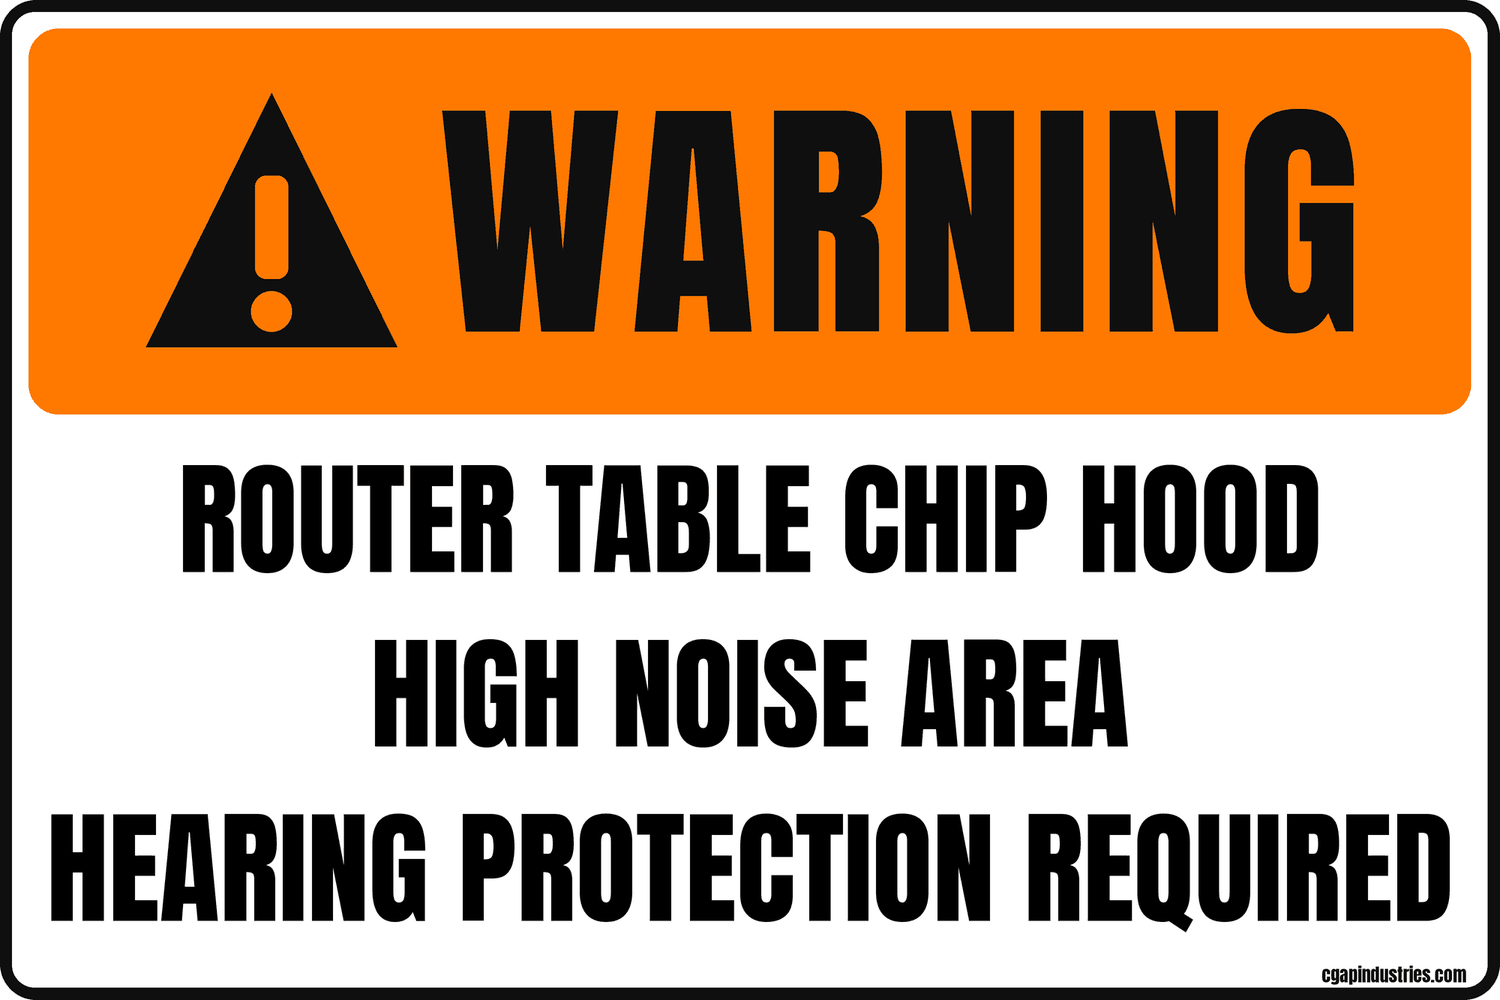 WARNING
ROUTER TABLE CHIP HOOD
HIGH NOISE AREA
HEARING PROTECTION REQUIRED
cgapindustries.com